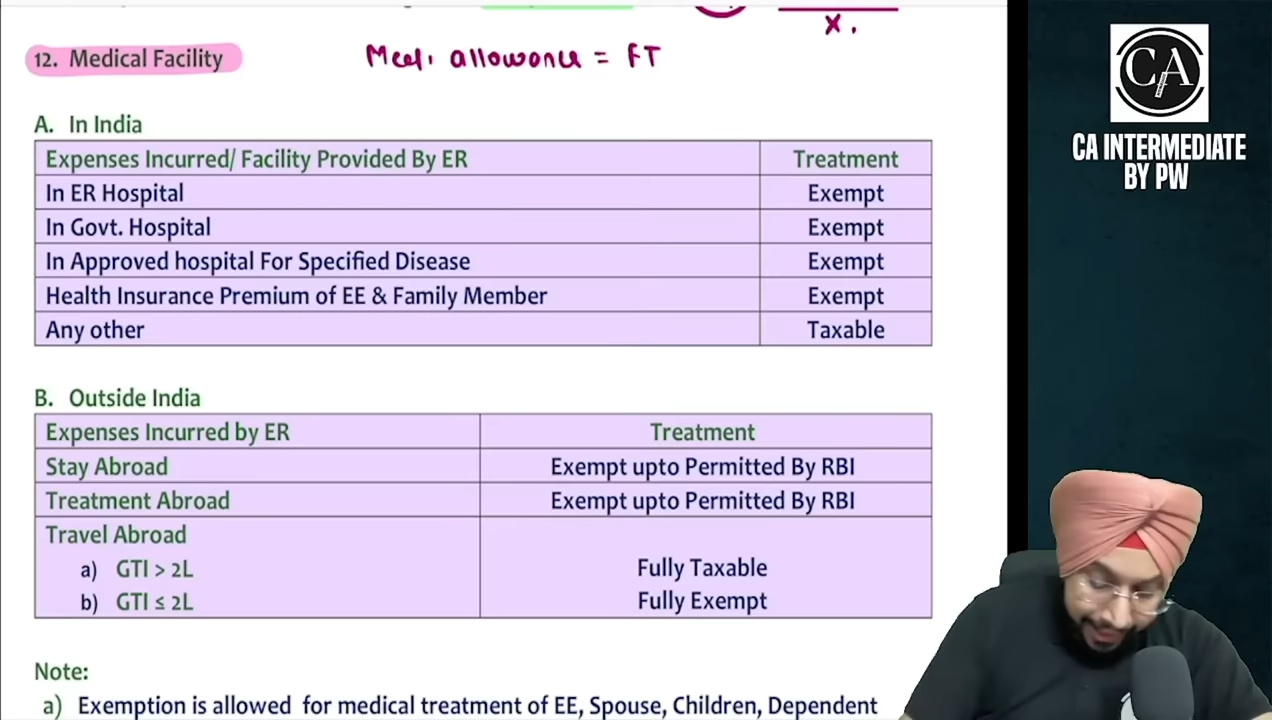 x.
12. Medical Facility
Med. allowance = FT
A. In India
Expenses Incurred/ Facility Provided By ER Treatment
In ER Hospital Exempt
In Govt. Hospital Exempt
In Approved hospital For Specified Disease Exempt
Health Insurance Premium of EE & Family Member Exempt
Any other Taxable
B. Outside India
Expenses Incurred by ER Treatment
Stay Abroad Exempt upto Permitted By RBI
Treatment Abroad Exempt upto Permitted By RBI
Travel Abroad
a) GTI > 2L Fully Taxable
b) GTI ≤ 2L Fully Exempt
Note:
a) Exemption is allowed for medical treatment of EE, Spouse, Children, Dependent
CA
CA INTERMEDIATE
BY PW